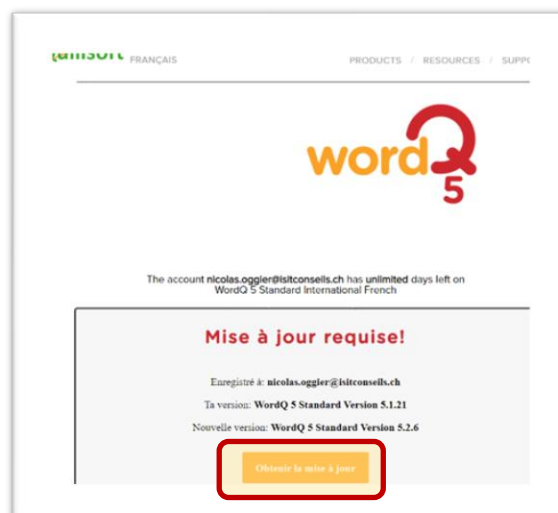 FRANÇAIS
PRODUCTS / RESOURCES /
wordQ
5
The account nicolas.oggier@isitconseils.ch has unlimited days left on
WordQ 5 Standard International French
Mise à jour requise!
Enregistré à: nicolas.oggier@isitconseils.ch
Ta version: WordQ 5 Standard Version 5.1.21
Nouvelle version: WordQ 5 Standard Version 5.2.6
Obtenir la mise à jour